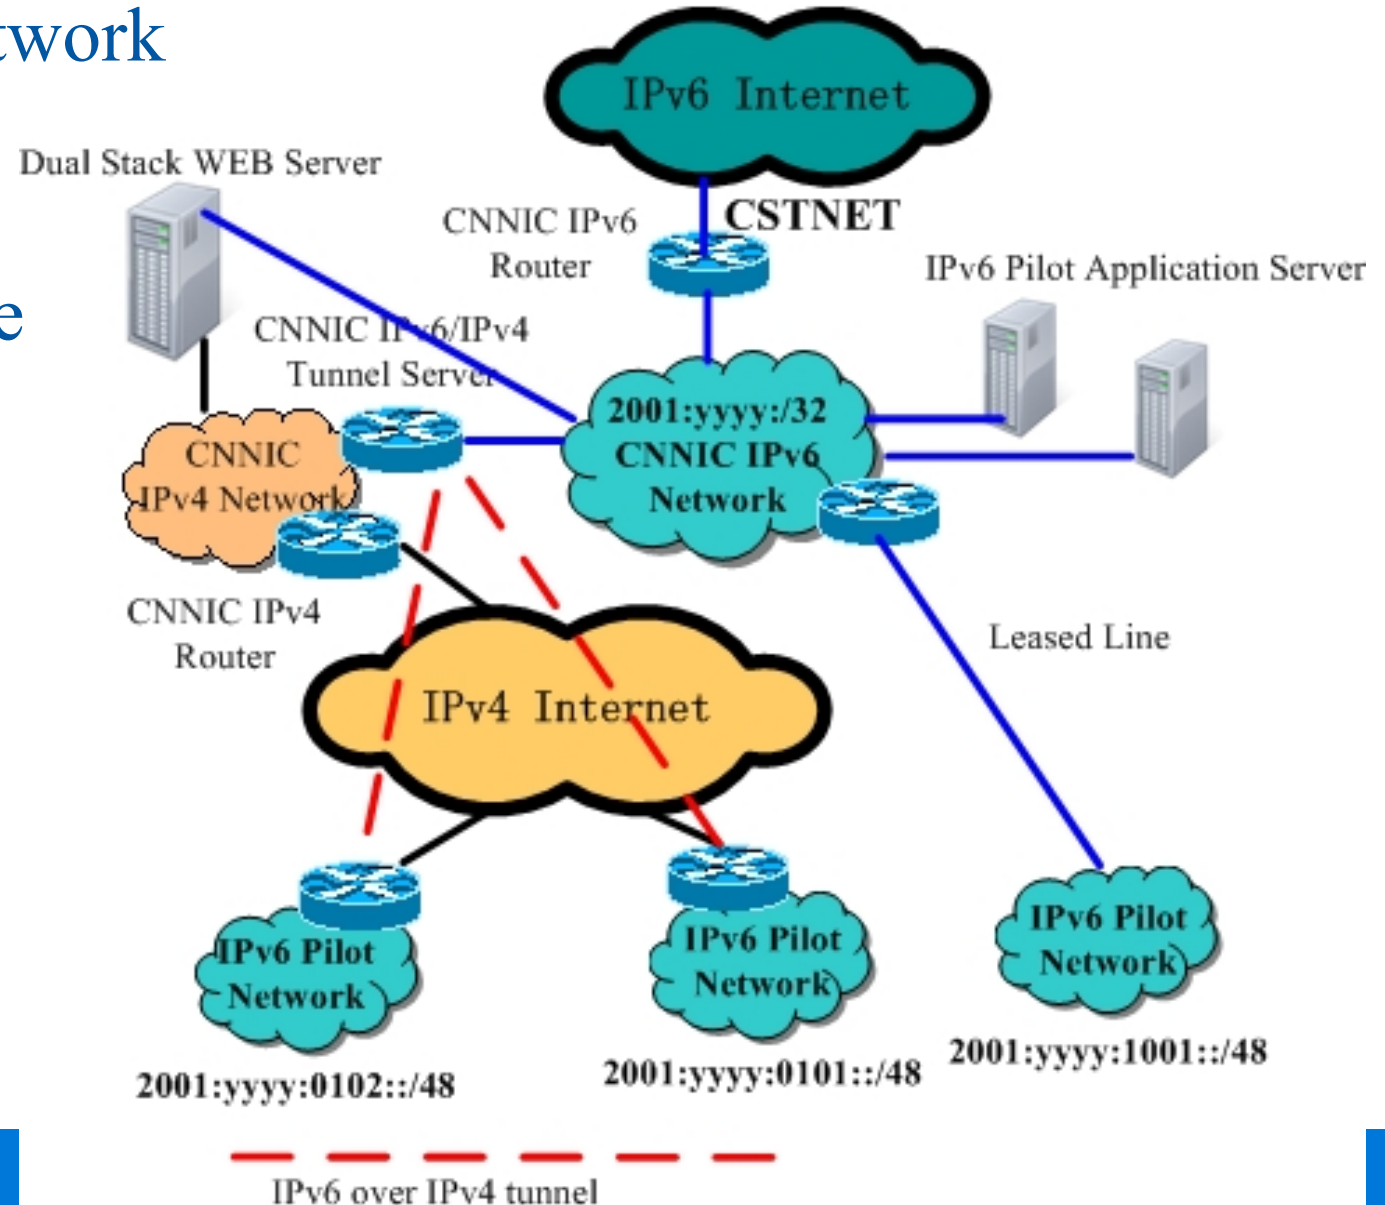 twork
IPv6 Internet
Dual Stack WEB Server
CNNIC IPv6
Router
CSTNET
IPv6 Pilot Application Server
e
CNNIC IPv6/IPv4
Tunnel Server
2001:yyyy:/32
CNNIC IPv6
Network
CNNIC
IPv4 Network
CNNIC IPv4
Router
Leased Line
IPv4 Internet
IPv6 Pilot
Network
2001:yyyy:0102::/48
IPv6 Pilot
Network
2001:yyyy:0101::/48
IPv6 Pilot
Network
2001:yyyy:1001::/48
IPv6 over IPv4 tunnel